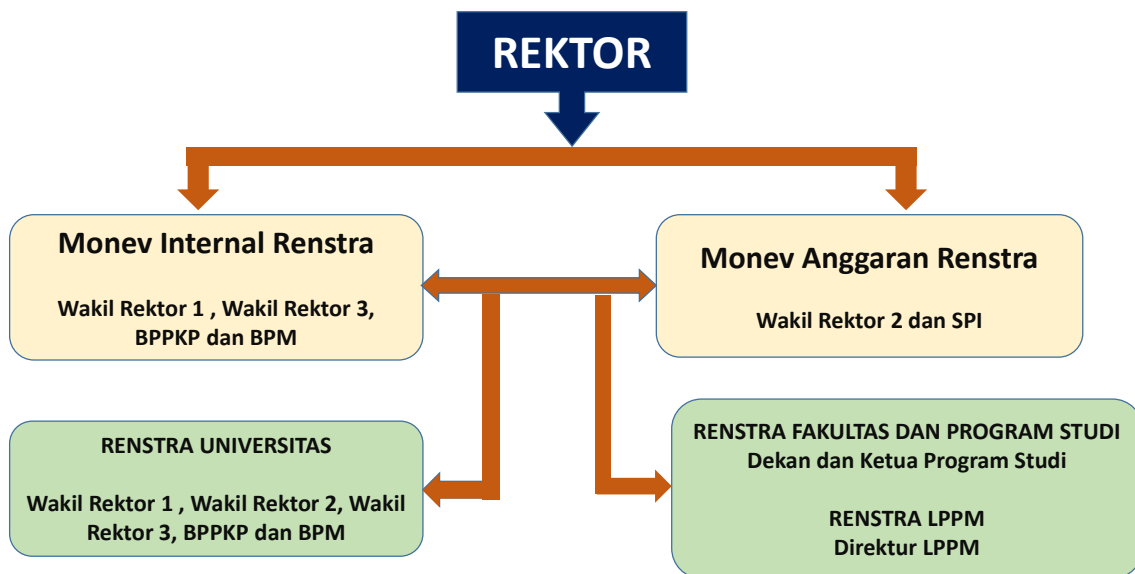 REKTOR
Monev Internal Renstra
Wakil Rektor 1 , Wakil Rektor 3,
BPPKP dan BPM
Monev Anggaran Renstra
Wakil Rektor 2 dan SPI
RENSTRA UNIVERSITAS
Wakil Rektor 1 , Wakil Rektor 2, Wakil
Rektor 3, BPPKP dan BPM
RENSTRA FAKULTAS DAN PROGRAM STUDI
Dekan dan Ketua Program Studi
RENSTRA LPPM
Direktur LPPM